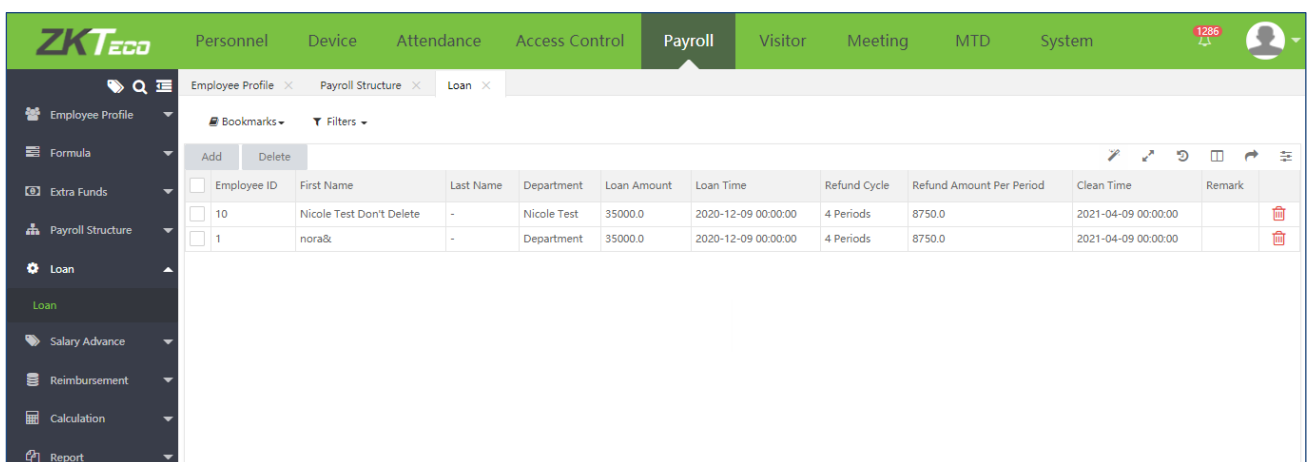 ZKTeco Personnel Device Attendance Access Control Payroll Visitor Meeting MTD System 1286
Employee Profile Payroll Structure Loan
Employee Profile
Bookmarks Filters
Formula
Add Delete
Employee ID First Name Last Name Department Loan Amount Loan Time Refund Cycle Refund Amount Per Period Clean Time Remark
Extra Funds
10 Nicole Test Don't Delete - Nicole Test 35000.0 2020-12-09 00:00:00 4 Periods 8750.0 2021-04-09 00:00:00
Payroll Structure
1 nora& - Department 35000.0 2020-12-09 00:00:00 4 Periods 8750.0 2021-04-09 00:00:00
Loan
Loan
Salary Advance
Reimbursement
Calculation
Report